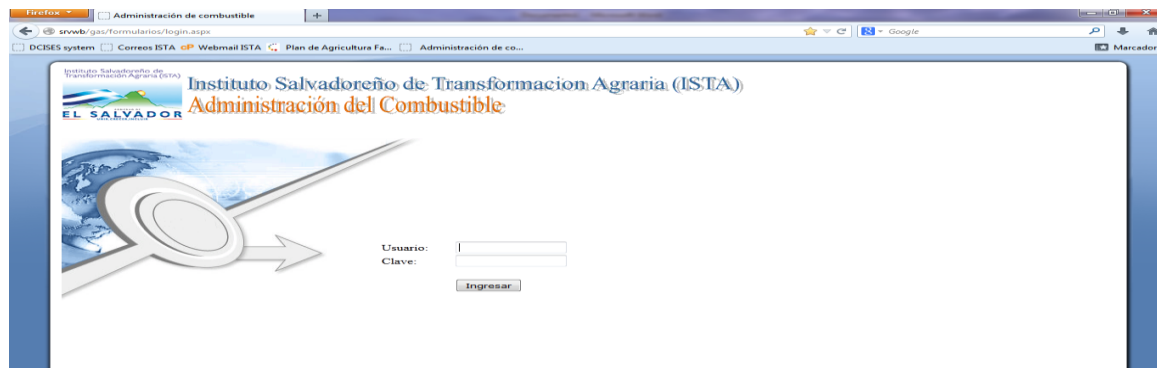 Firefox
Administración de combustible
+
srvwb/gas/formularios/login.aspx
Google
DCISES system Correos ISTA Webmail ISTA Plan de Agricultura Fa... Administración de co...
Marcador
Instituto Salvadoreño de
Transformación Agraria (ISTA)
Instituto Salvadoreño de Transformacion Agraria (ISTA)
Administración del Combustible
EL SALVADOR
Usuario:
Clave:
Ingresar